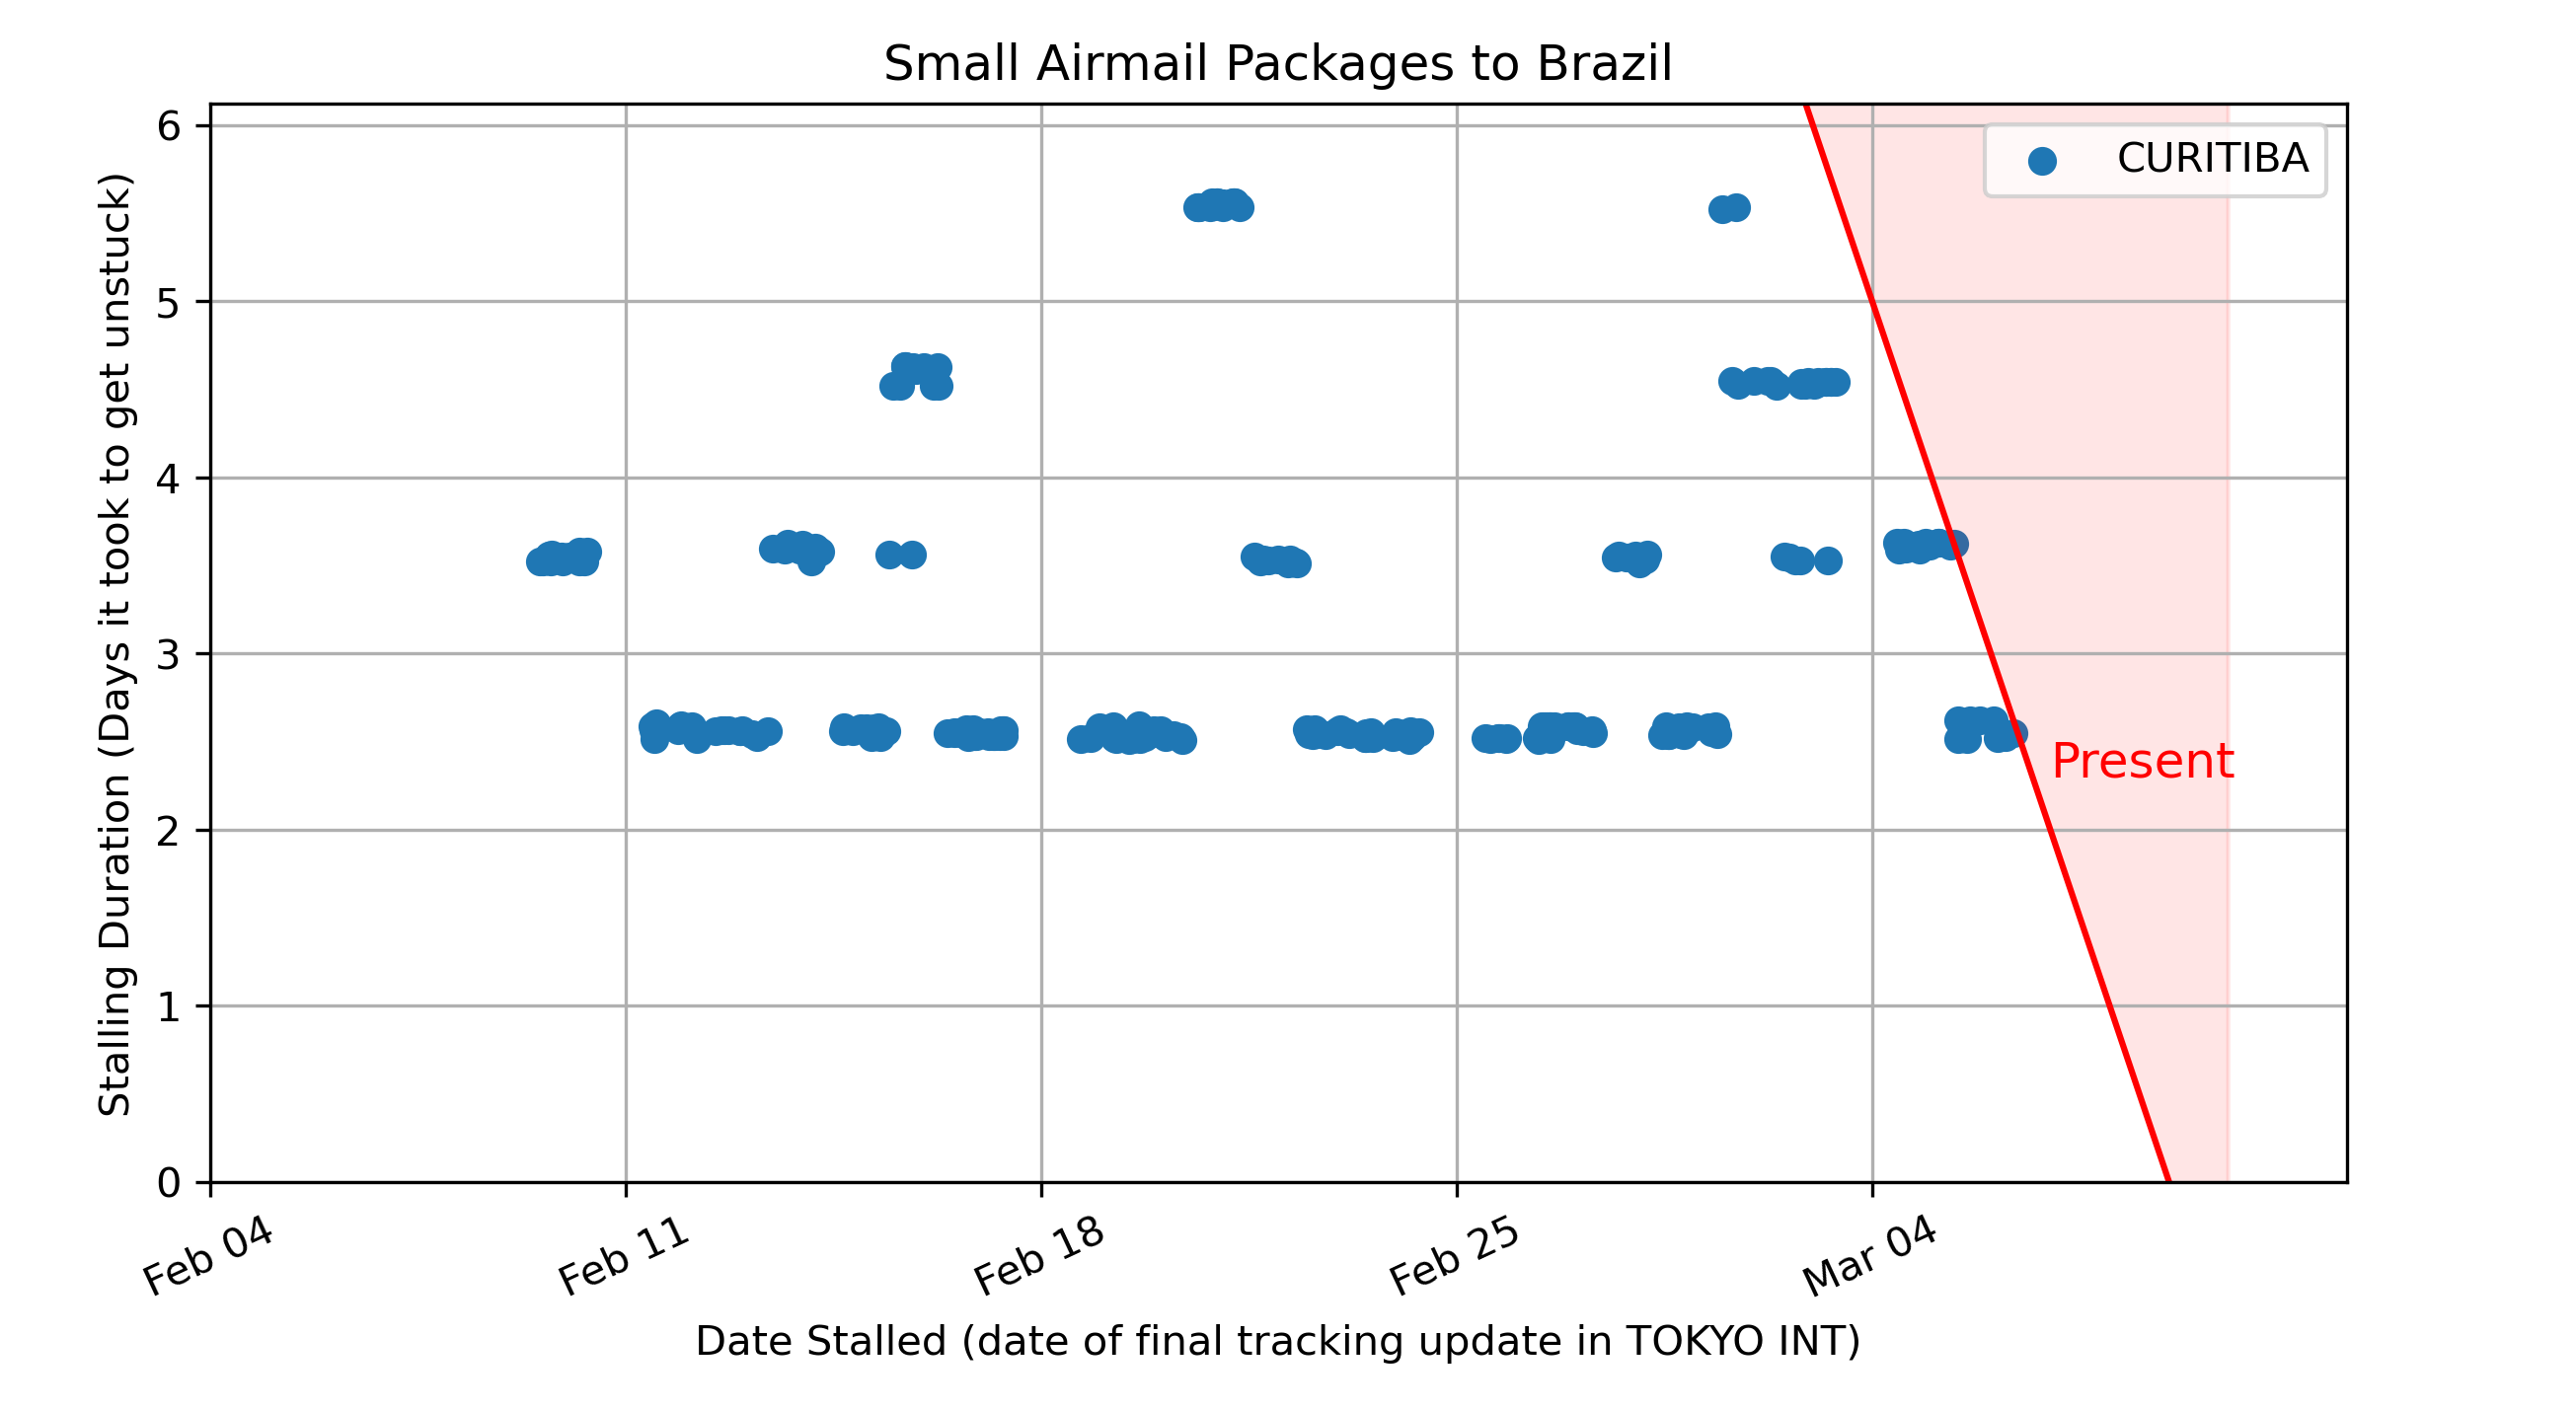 Small Airmail Packages to Brazil
Stalling Duration (Days it took to get unstuck)
6
5
4
3
2
1
0
CURITIBA
Present
Feb 04
Feb 11
Feb 18
Feb 25
Mar 04
Date Stalled (date of final tracking update in TOKYO INT)